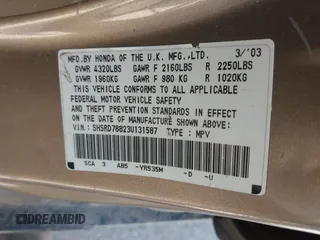 MFD.BY HONDA OF THE U.K. MFG.,LTD. 3/'03
GVWR 4320LBS GAWR F 2160LBS R 2250LBS
GVWR 1960KG GAWR F 980 KG R 1020KG
THIS VEHICLE CONFORMS TO ALL APPLICABLE
FEDERAL MOTOR VEHICLE SAFETY AND
THEFT PREVENTION STANDARDS IN EFFECT
ON THE DATE OF MANUFACTURE SHOWN ABOVE.
V I N : SHSRD78823U131587 TYPE : MPV
SCA 3 ABS -YR535M -D -U
DREAMBID